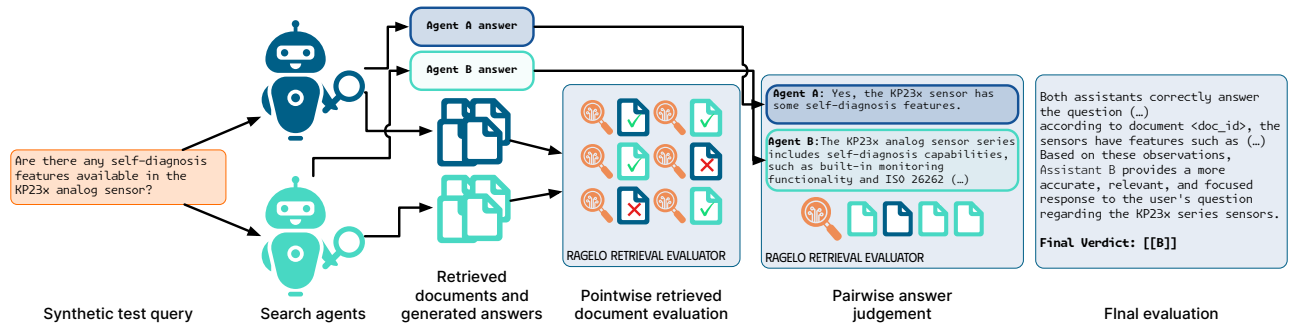 Are there any self-diagnosis
features available in the
KP23x analog sensor?
Synthetic test query
Search agents
Agent A answer
Agent B answer
Retrieved
documents and
generated answers
RAGELO RETRIEVAL EVALUATOR
Pointwise retrieved
document evaluation
Agent A: Yes, the KP23x sensor has
some self-diagnosis features.
Agent B:The KP23x analog sensor series
includes self-diagnosis capabilities,
such as built-in monitoring
functionality and ISO 26262 (…)
RAGELO RETRIEVAL EVALUATOR
Pairwise answer
judgement
Both assistants correctly answer
the question (…)
according to document <doc_id>, the
sensors have features such as (…)
Based on these observations,
Assistant B provides a more
accurate, relevant, and focused
response to the user's question
regarding the KP23x series sensors.
Final Verdict: [[B]]
FInal evaluation